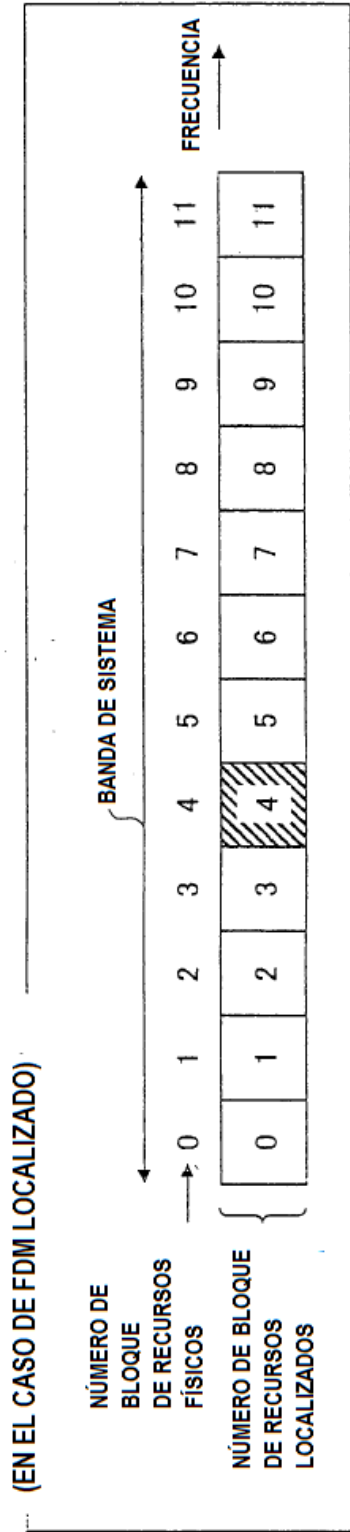 (EN EL CASO DE FDM LOCALIZADO)
BANDA DE SISTEMA
FRECUENCIA
NÚMERO DE
BLOQUE
DE RECURSOS
FÍSICOS
0 1 2 3 4 5 6 7 8 9 10 11
NÚMERO DE BLOQUE
DE RECURSOS
LOCALIZADOS
0 1 2 3 4 5 6 7 8 9 10 11